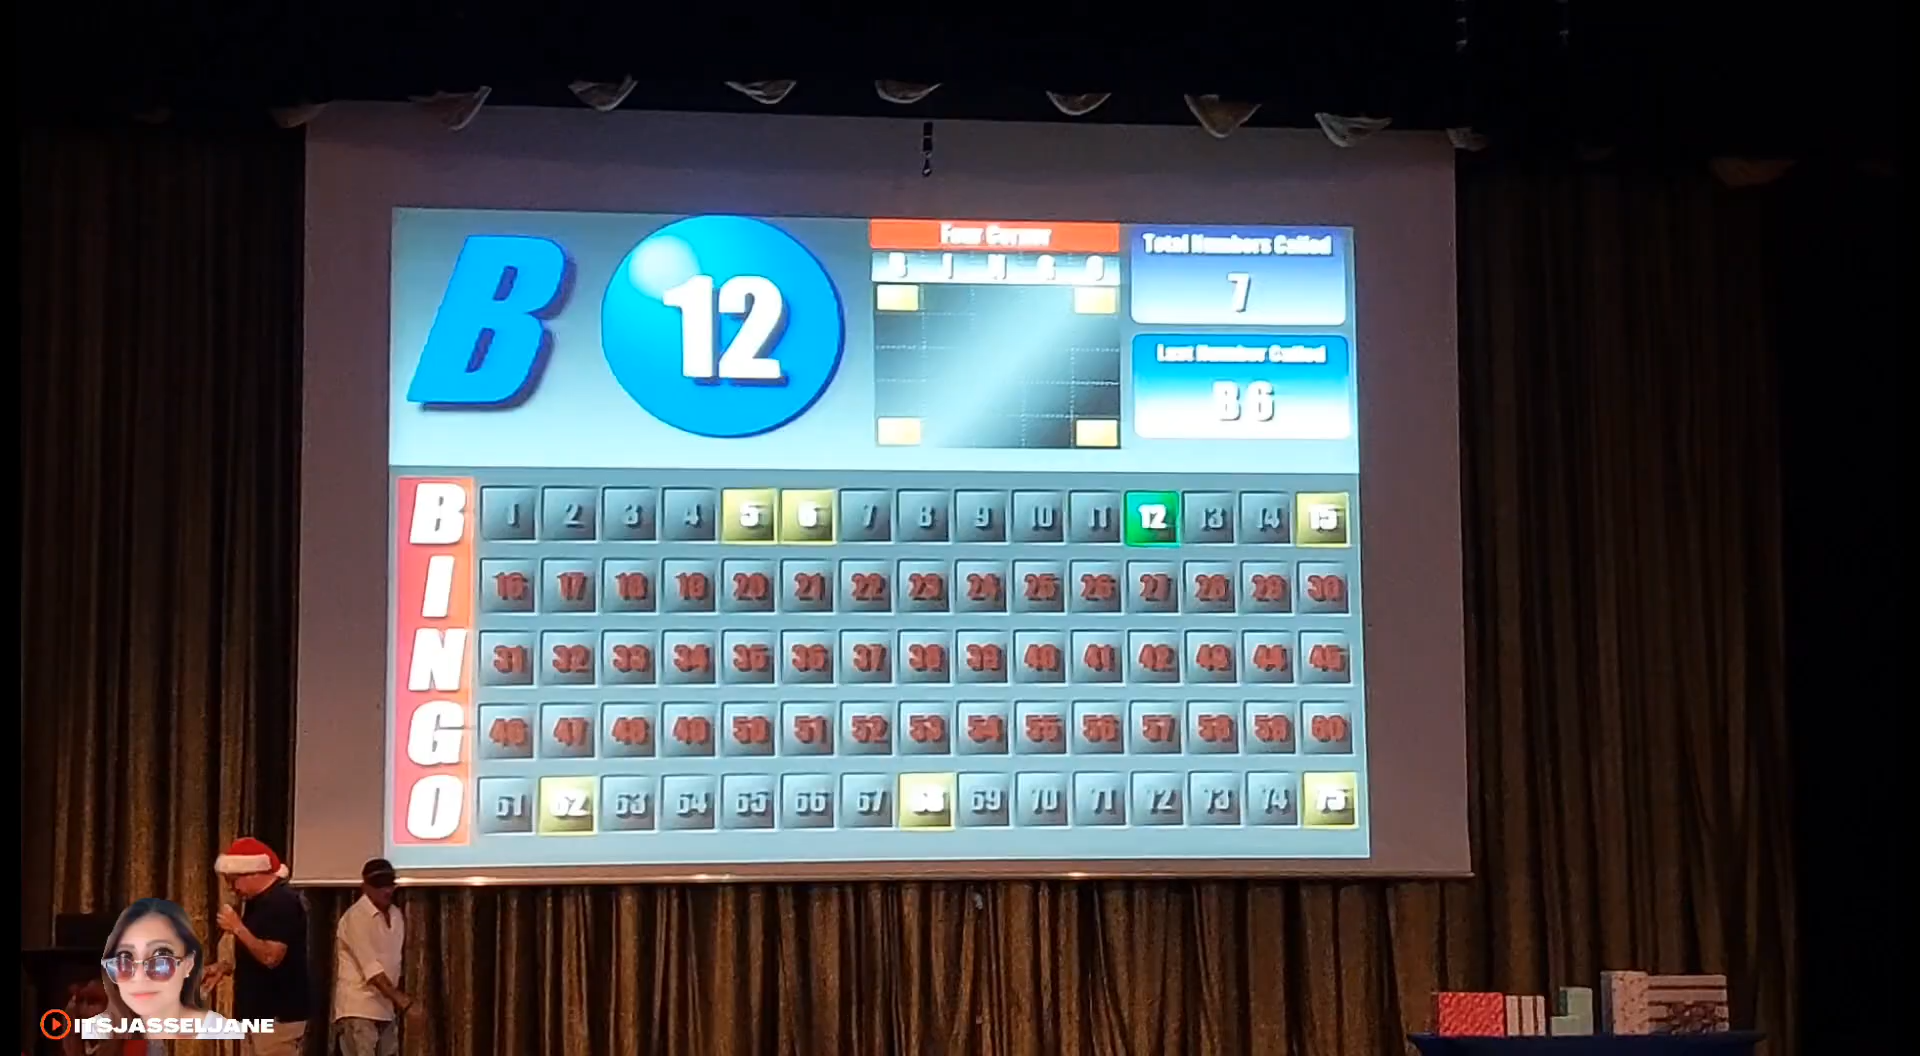 B 12
Four Corner
B I N G O
Total Numbers Called
7
Last Number Called
B 6
B 1 2 3 4 5 6 7 8 9 10 11 12 13 14 15
I 16 17 18 19 20 21 22 23 24 25 26 27 28 29 30
N 31 32 33 34 35 36 37 38 39 40 41 42 43 44 45
G 46 47 48 49 50 51 52 53 54 55 56 57 58 59 60
O 61 62 63 64 65 66 67 68 69 70 71 72 73 74 75
ITSJASSELJANE